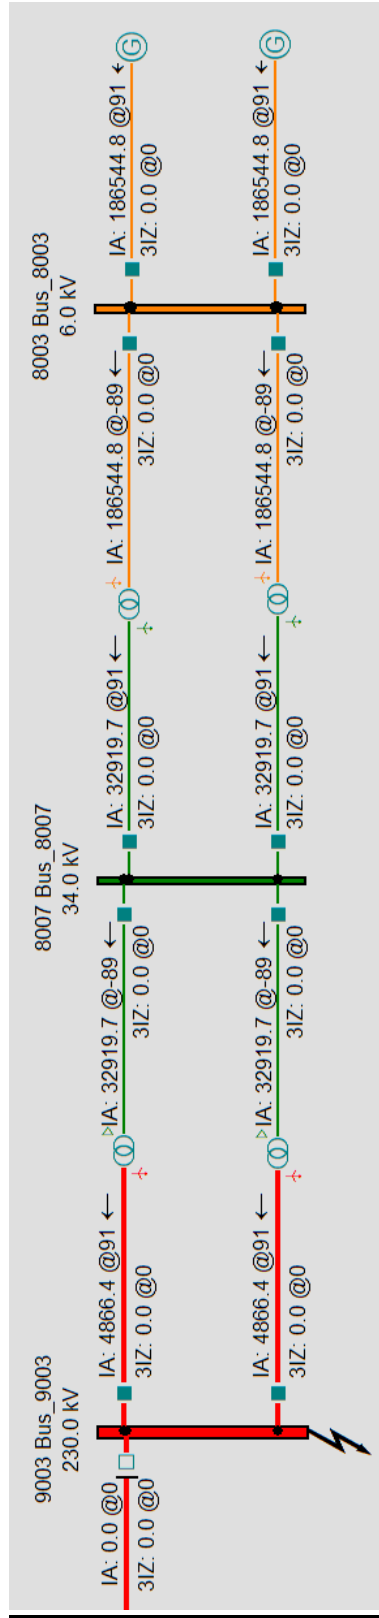 9003 Bus_9003
230.0 kV
8007 Bus_8007
34.0 kV
8003 Bus_8003
6.0 kV
IA: 0.0 @0
3IZ: 0.0 @0
IA: 4866.4 @91
3IZ: 0.0 @0
IA: 32919.7 @-89
3IZ: 0.0 @0
IA: 32919.7 @91
3IZ: 0.0 @0
IA: 186544.8 @-89
3IZ: 0.0 @0
IA: 186544.8 @91
3IZ: 0.0 @0
G
IA: 4866.4 @91
3IZ: 0.0 @0
IA: 32919.7 @-89
3IZ: 0.0 @0
IA: 32919.7 @91
3IZ: 0.0 @0
IA: 186544.8 @-89
3IZ: 0.0 @0
IA: 186544.8 @91
3IZ: 0.0 @0
G